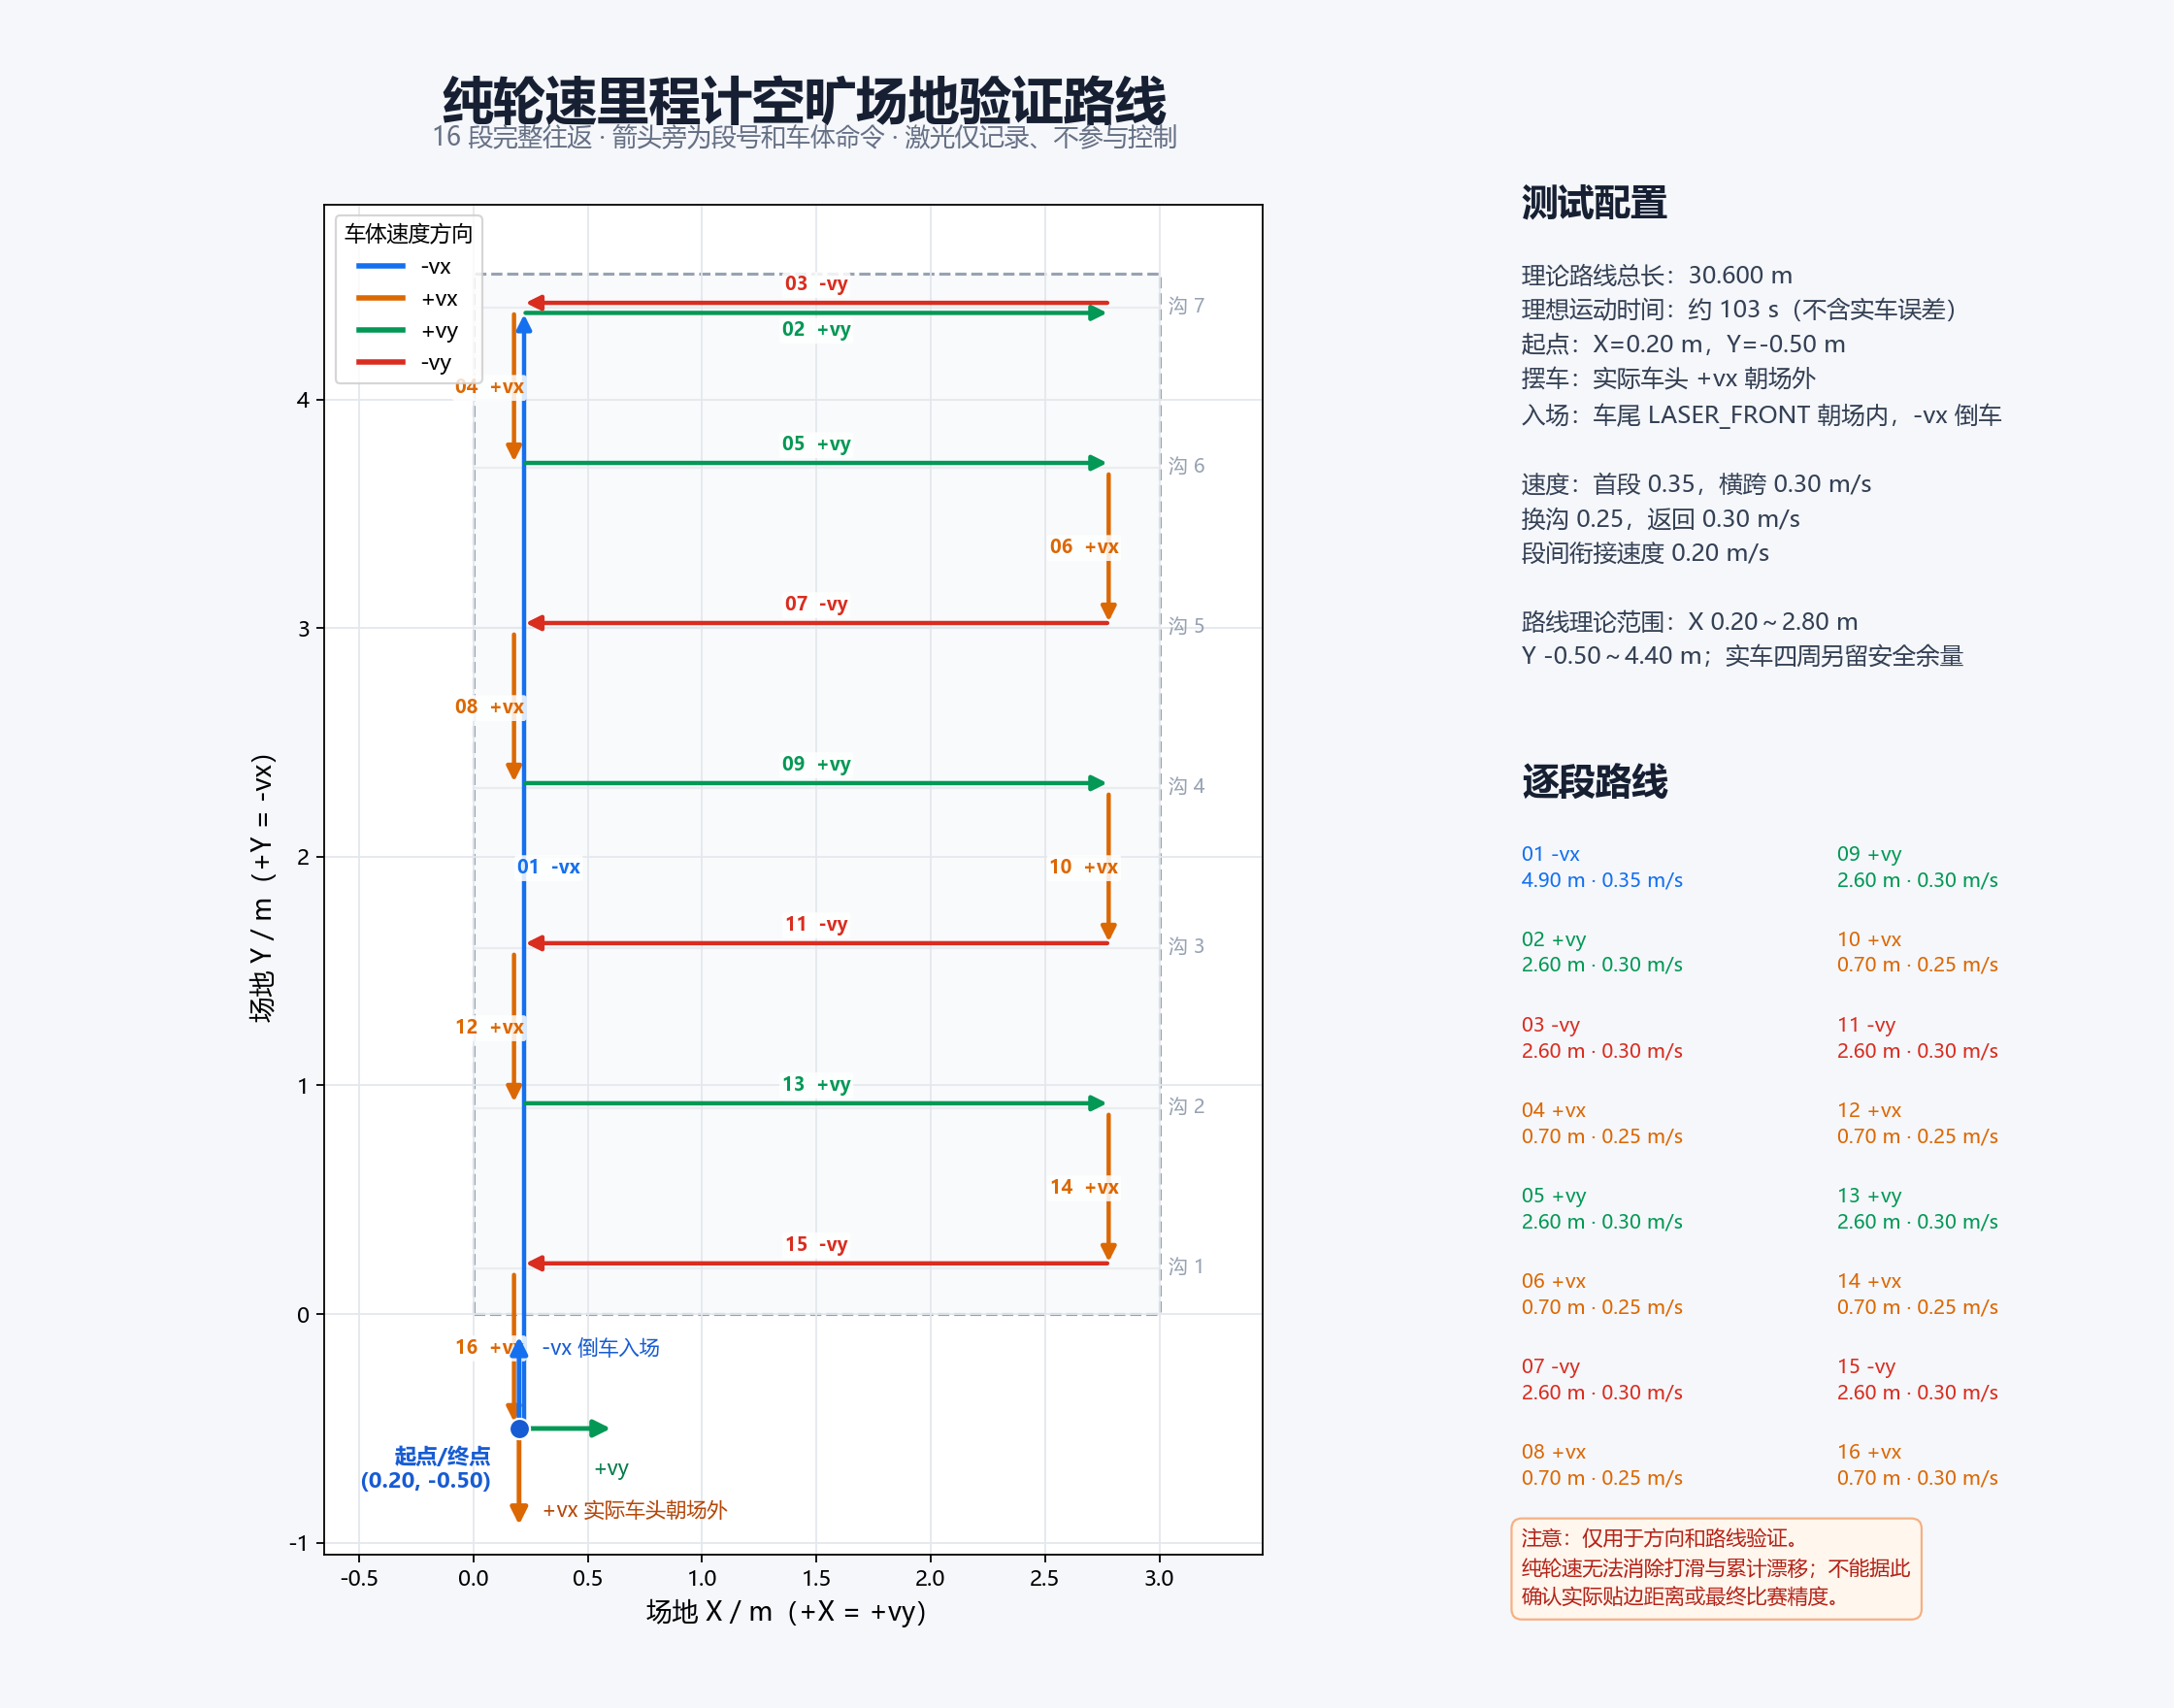 纯轮速里程计空旷场地验证路线
16 段完整往返 · 箭头旁为段号和车体命令 · 激光仅记录、不参与控制
车体速度方向
-vx
+vx
+vy
-vy
03 -vy
02 +vy
04 +vx
05 +vy
06 +vx
07 -vy
08 +vx
09 +vy
01 -vx
10 +vx
11 -vy
12 +vx
13 +vy
14 +vx
15 -vy
16 +v
-vx 倒车入场
+vy
起点/终点
(0.20, -0.50)
+vx 实际车头朝场外
沟 7
沟 6
沟 5
沟 4
沟 3
沟 2
沟 1
4
3
2
1
0
-1
-0.5
0.0
0.5
1.0
1.5
2.0
2.5
3.0
场地 X / m（+X = +vy）
场地 Y / m（+Y = -vx）
测试配置
理论路线总长：30.600 m
理想运动时间：约 103 s（不含实车误差）
起点：X=0.20 m，Y=-0.50 m
摆车：实际车头 +vx 朝场外
入场：车尾 LASER_FRONT 朝场内，-vx 倒车
速度：首段 0.35，横跨 0.30 m/s
换沟 0.25，返回 0.30 m/s
段间衔接速度 0.20 m/s
路线理论范围：X 0.20～2.80 m
Y -0.50～4.40 m；实车四周另留安全余量
逐段路线
01 -vx
4.90 m · 0.35 m/s
02 +vy
2.60 m · 0.30 m/s
03 -vy
2.60 m · 0.30 m/s
04 +vx
0.70 m · 0.25 m/s
05 +vy
2.60 m · 0.30 m/s
06 +vx
0.70 m · 0.25 m/s
07 -vy
2.60 m · 0.30 m/s
08 +vx
0.70 m · 0.25 m/s
09 +vy
2.60 m · 0.30 m/s
10 +vx
0.70 m · 0.25 m/s
11 -vy
2.60 m · 0.30 m/s
12 +vx
0.70 m · 0.25 m/s
13 +vy
2.60 m · 0.30 m/s
14 +vx
0.70 m · 0.25 m/s
15 -vy
2.60 m · 0.30 m/s
16 +vx
0.70 m · 0.30 m/s
注意：仅用于方向和路线验证。
纯轮速无法消除打滑与累计漂移；不能据此
确认实际贴边距离或最终比赛精度。